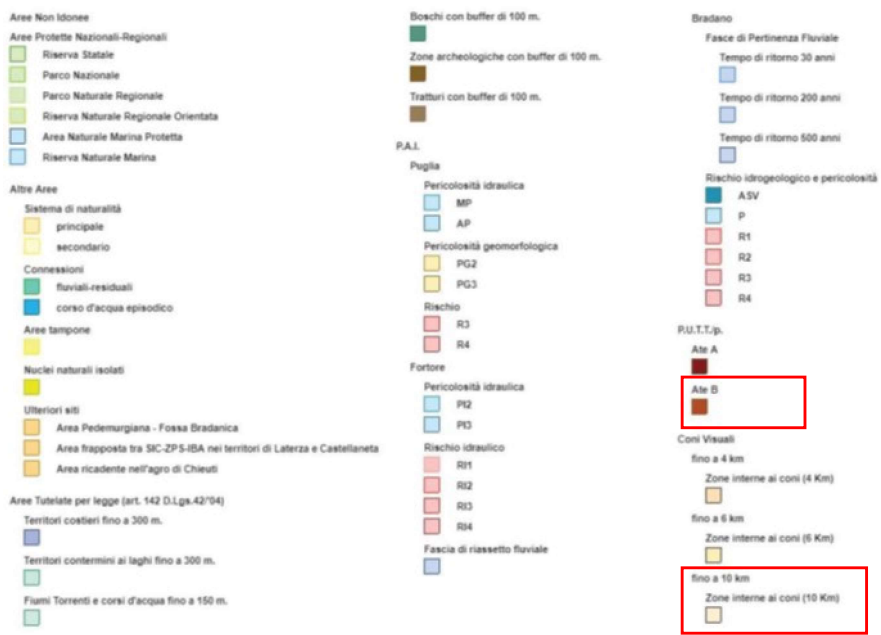 Aree Non Idonee
Aree Protette Nazionali-Regionali
Riserva Statale
Parco Nazionale
Parco Naturale Regionale
Riserva Naturale Regionale Orientata
Area Naturale Marina Protetta
Riserva Naturale Marina
Altre Aree
Sistema di naturalità
principale
secondario
Connessioni
fluviali-residuali
corso d'acqua episodico
Aree tampone
Nuclei naturali isolati
Ulteriori siti
Area Pedemurgiana - Fossa Bradanica
Area frapposta tra SIC-ZPS-IBA nei territori di Laterza e Castellaneta
Area ricadente nell'agro di Chieuti
Aree Tutelate per legge (art. 142 D.Lgs.42/'04)
Territori costieri fino a 300 m.
Territori contermini ai laghi fino a 300 m.
Fiumi Torrenti e corsi d'acqua fino a 150 m.
Boschi con buffer di 100 m.
Zone archeologiche con buffer di 100 m.
Tratturi con buffer di 100 m.
P.A.I.
Puglia
Pericolosità idraulica
MP
AP
Pericolosità geomorfologica
PG2
PG3
Rischio
R3
R4
Fortore
Pericolosità idraulica
PI2
PI3
Rischio idraulico
RI1
RI2
RI3
RI4
Fascia di riassetto fluviale
Bradano
Fasce di Pertinenza Fluviale
Tempo di ritorno 30 anni
Tempo di ritorno 200 anni
Tempo di ritorno 500 anni
Rischio idrogeologico e pericolosità
ASV
P
R1
R2
R3
R4
P.U.T.T./p.
Ate A
Ate B
Coni Visuali
fino a 4 km
Zone interne ai coni (4 Km)
fino a 6 km
Zone interne ai coni (6 Km)
fino a 10 km
Zone interne ai coni (10 Km)